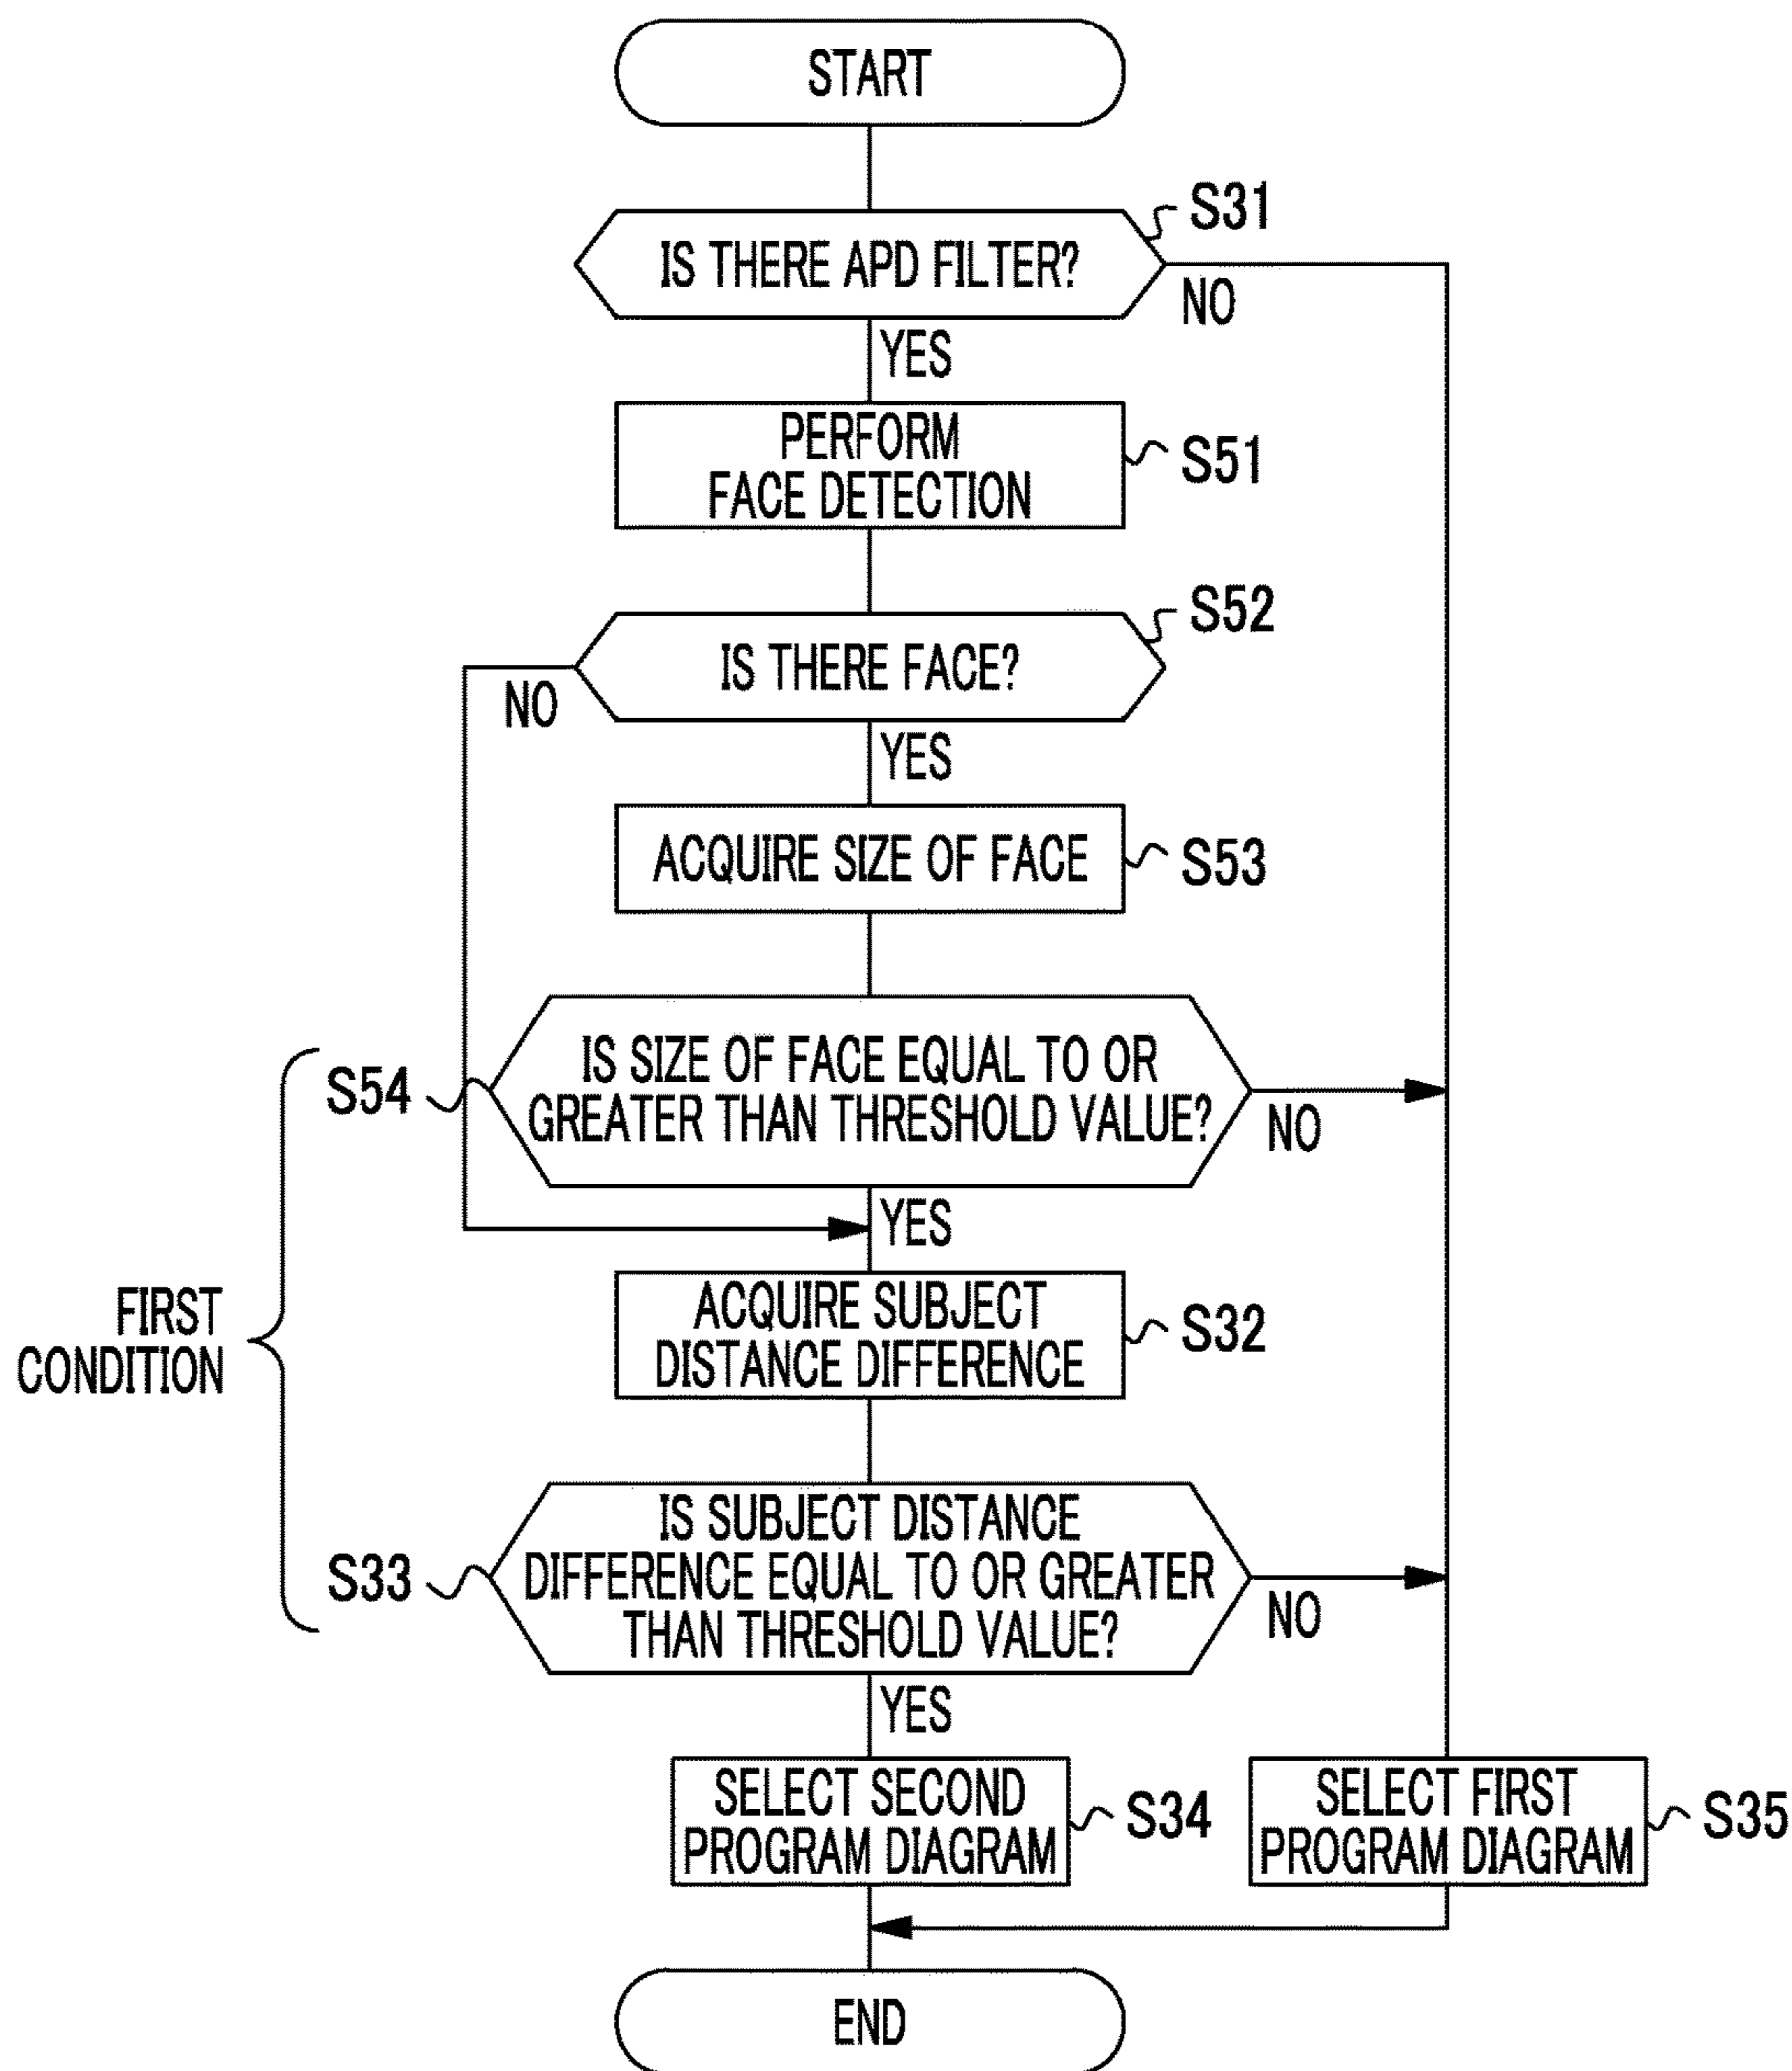 START
S31
IS THERE APD FILTER?
NO
YES
PERFORM
FACE DETECTION
S51
S52
IS THERE FACE?
NO
YES
ACQUIRE SIZE OF FACE
S53
S54
IS SIZE OF FACE EQUAL TO OR
GREATER THAN THRESHOLD VALUE?
NO
YES
FIRST
CONDITION
ACQUIRE SUBJECT
DISTANCE DIFFERENCE
S32
S33
IS SUBJECT DISTANCE
DIFFERENCE EQUAL TO OR GREATER
THAN THRESHOLD VALUE?
NO
YES
SELECT SECOND
PROGRAM DIAGRAM
S34
SELECT FIRST
PROGRAM DIAGRAM
S35
END